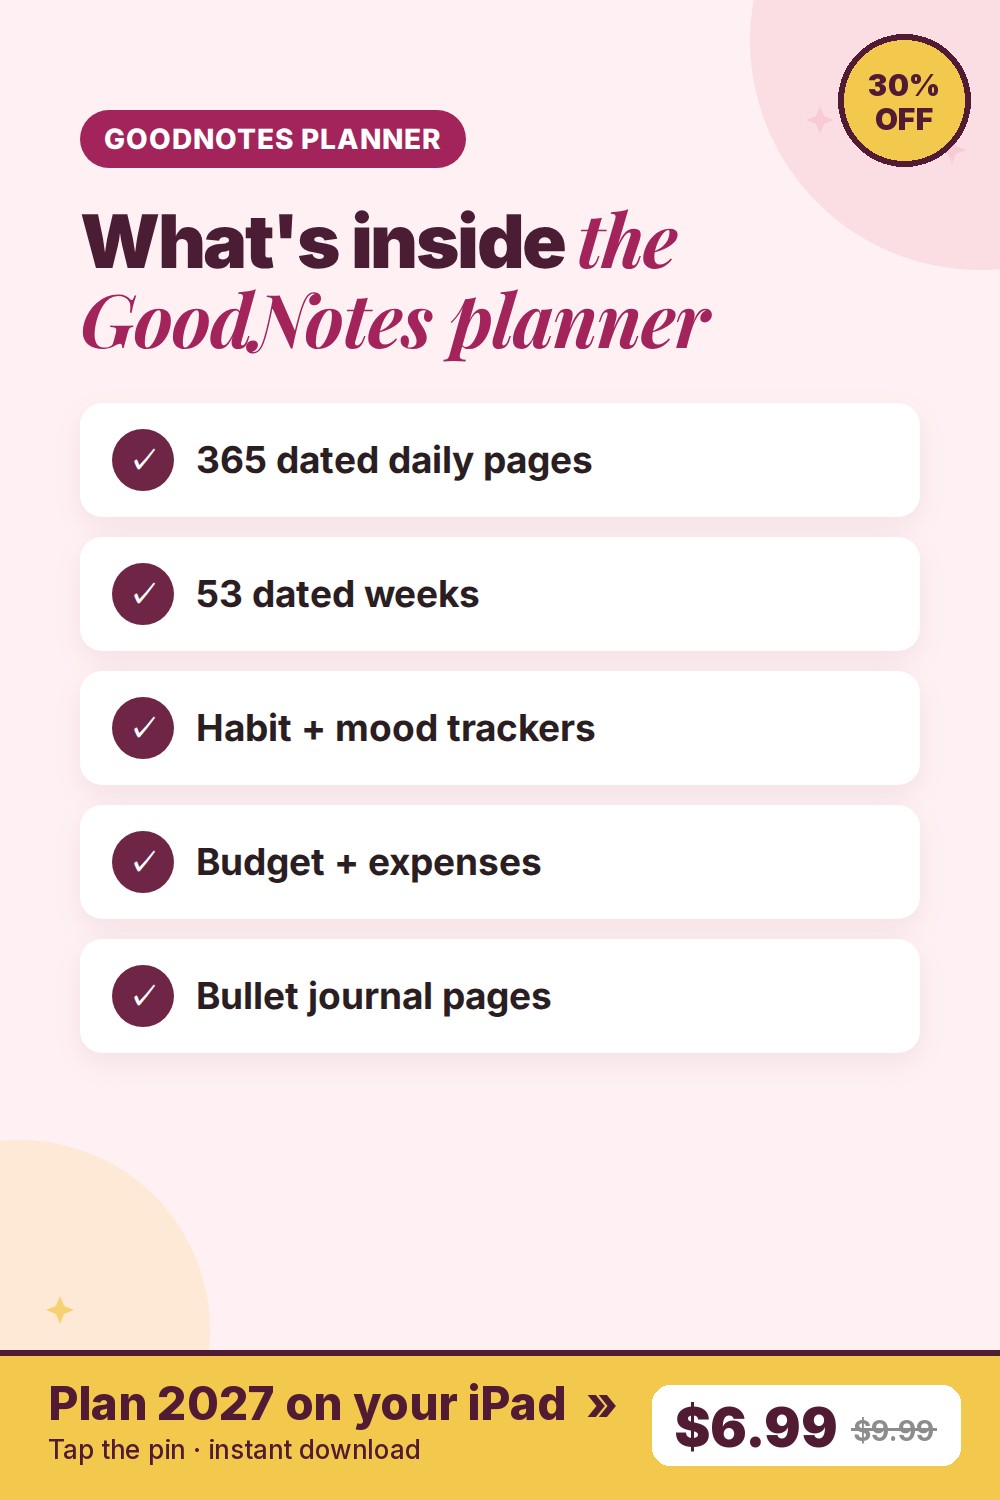 30%
OFF
GOODNOTES PLANNER
What's inside the
GoodNotes planner
✓ 365 dated daily pages
✓ 53 dated weeks
✓ Habit + mood trackers
✓ Budget + expenses
✓ Bullet journal pages
Plan 2027 on your iPad »
Tap the pin · instant download
$6.99 $9.99